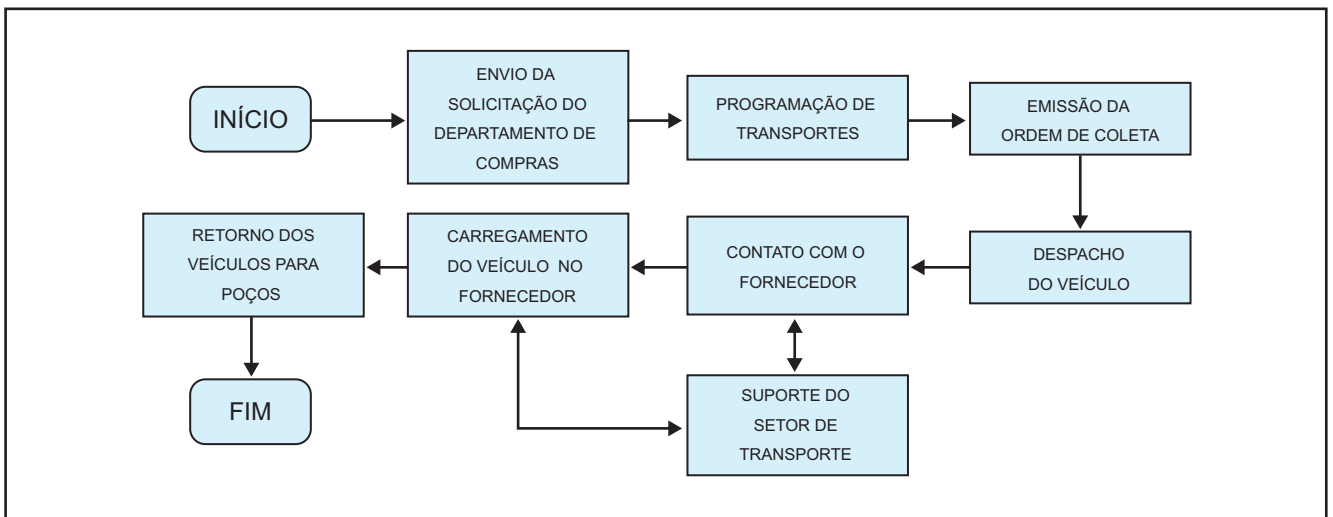 INÍCIO
ENVIO DA
SOLICITAÇÃO DO
DEPARTAMENTO DE
COMPRAS
PROGRAMAÇÃO DE
TRANSPORTES
EMISSÃO DA
ORDEM DE COLETA
DESPACHO
DO VEÍCULO
CONTATO COM O
FORNECEDOR
CARREGAMENTO
DO VEÍCULO NO
FORNECEDOR
RETORNO DOS
VEÍCULOS PARA
POÇOS
SUPORTE DO
SETOR DE
TRANSPORTE
FIM